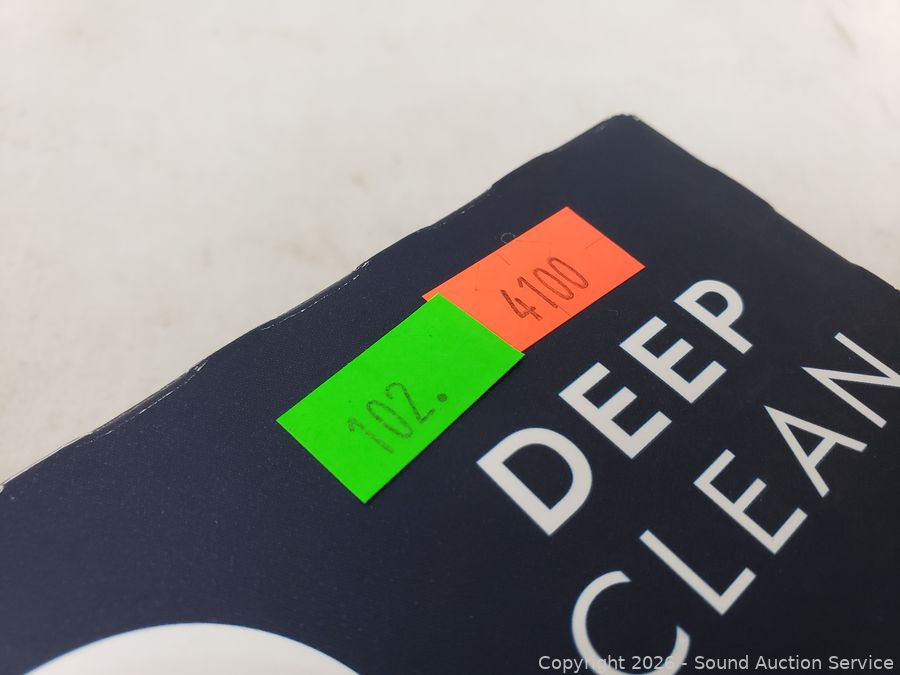 4100
102.
DEEP
CLEAN
Copyright 2026 - Sound Auction Service